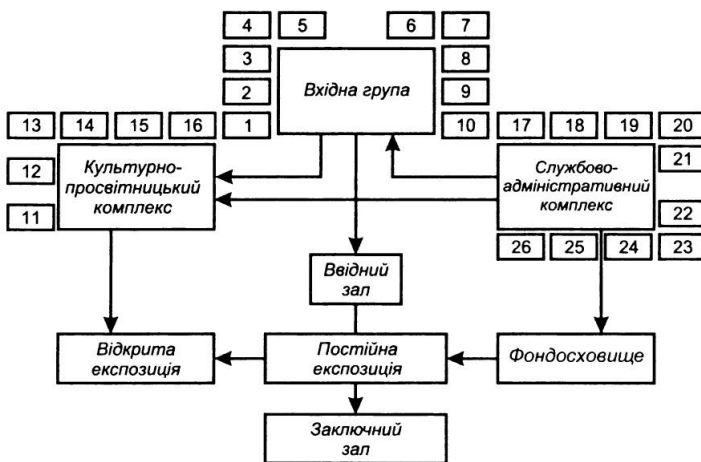 4 5 6 7
3 8
Вхідна група
2 9
13 14 15 16 1 10 17 18 19 20
12 21
Культурно-
просвітницький
комплекс
Службово-
адміністративний
комплекс
11 22
26 25 24 23
Ввідний
зал
Відкрита
експозиція
Постійна
експозиція
Фондосховище
Заключний
зал